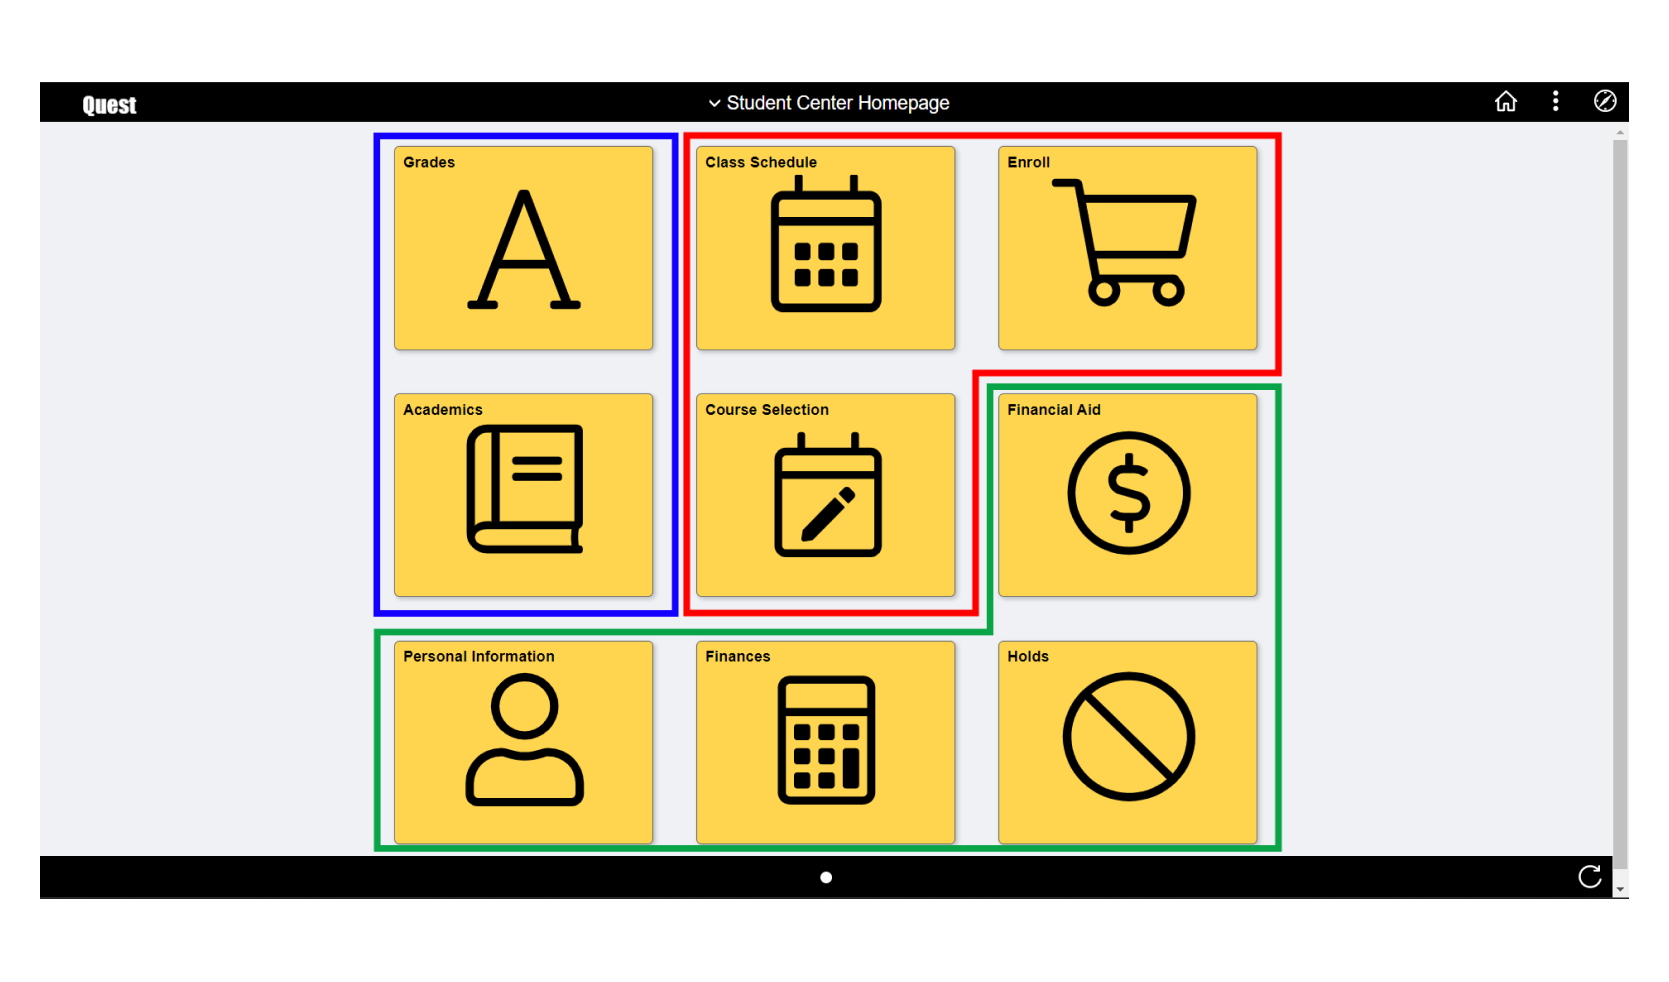 Quest
Student Center Homepage
Grades
Class Schedule
Enroll
Academics
Course Selection
Financial Aid
Personal Information
Finances
Holds